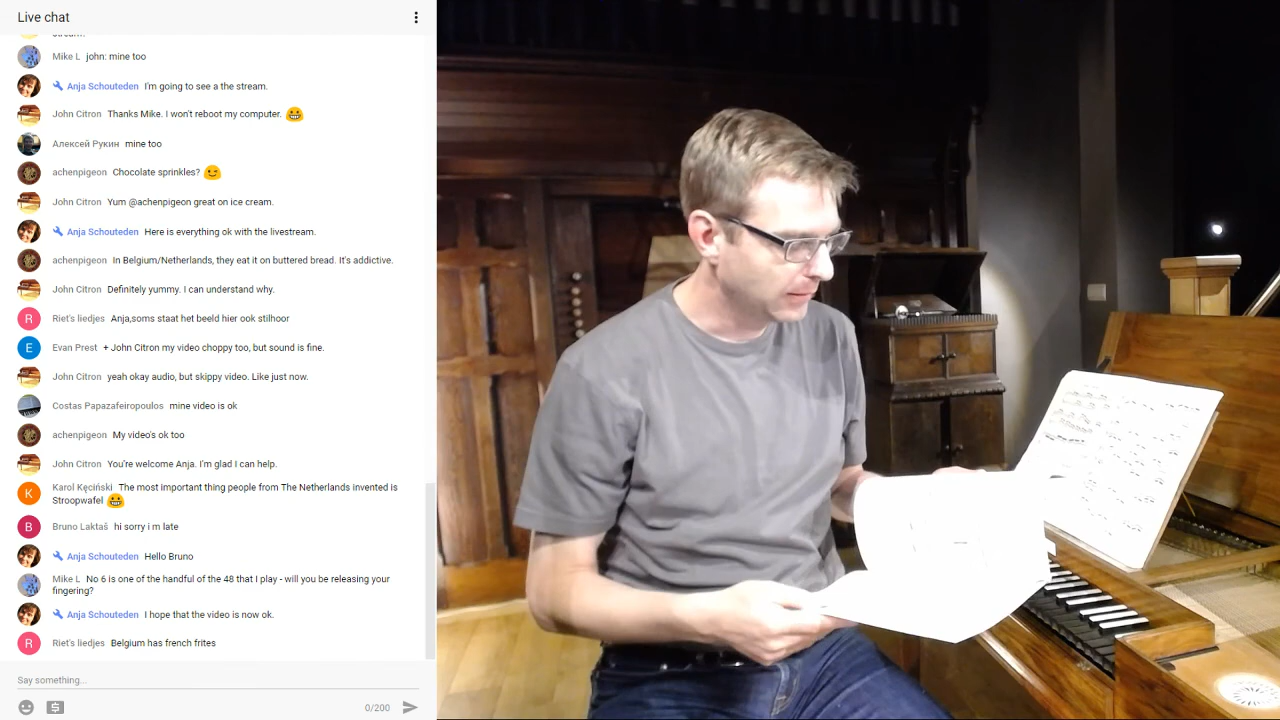 Live chat
Mike L john: mine too
Anja Schouteden I'm going to see a the stream.
John Citron Thanks Mike. I won't reboot my computer.
Алексей Рукин mine too
achenpigeon Chocolate sprinkles?
John Citron Yum @achenpigeon great on ice cream.
Anja Schouteden Here is everything ok with the livestream.
achenpigeon In Belgium/Netherlands, they eat it on buttered bread. It's addictive.
John Citron Definitely yummy. I can understand why.
R Riet's liedjes Anja,soms staat het beeld hier ook stilhoor
E Evan Prest + John Citron my video choppy too, but sound is fine.
John Citron yeah okay audio, but skippy video. Like just now.
Costas Papazafeiropoulos mine video is ok
achenpigeon My video's ok too
John Citron You're welcome Anja. I'm glad I can help.
K Karol Kęciński The most important thing people from The Netherlands invented is
Stroopwafel
B Bruno Laktaš hi sorry i m late
Anja Schouteden Hello Bruno
Mike L No 6 is one of the handful of the 48 that I play - will you be releasing your
fingering?
Anja Schouteden I hope that the video is now ok.
R Riet's liedjes Belgium has french frites
Say something...
0/200